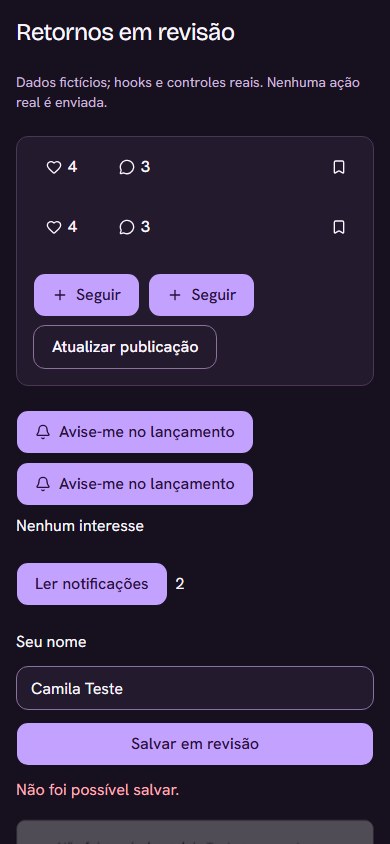 Retornos em revisão
Dados fictícios; hooks e controles reais. Nenhuma ação
real é enviada.
4 3
4 3
Seguir Seguir
Atualizar publicação
Avise-me no lançamento
Avise-me no lançamento
Nenhum interesse
Ler notificações 2
Seu nome
Camila Teste
Salvar em revisão
Não foi possível salvar.